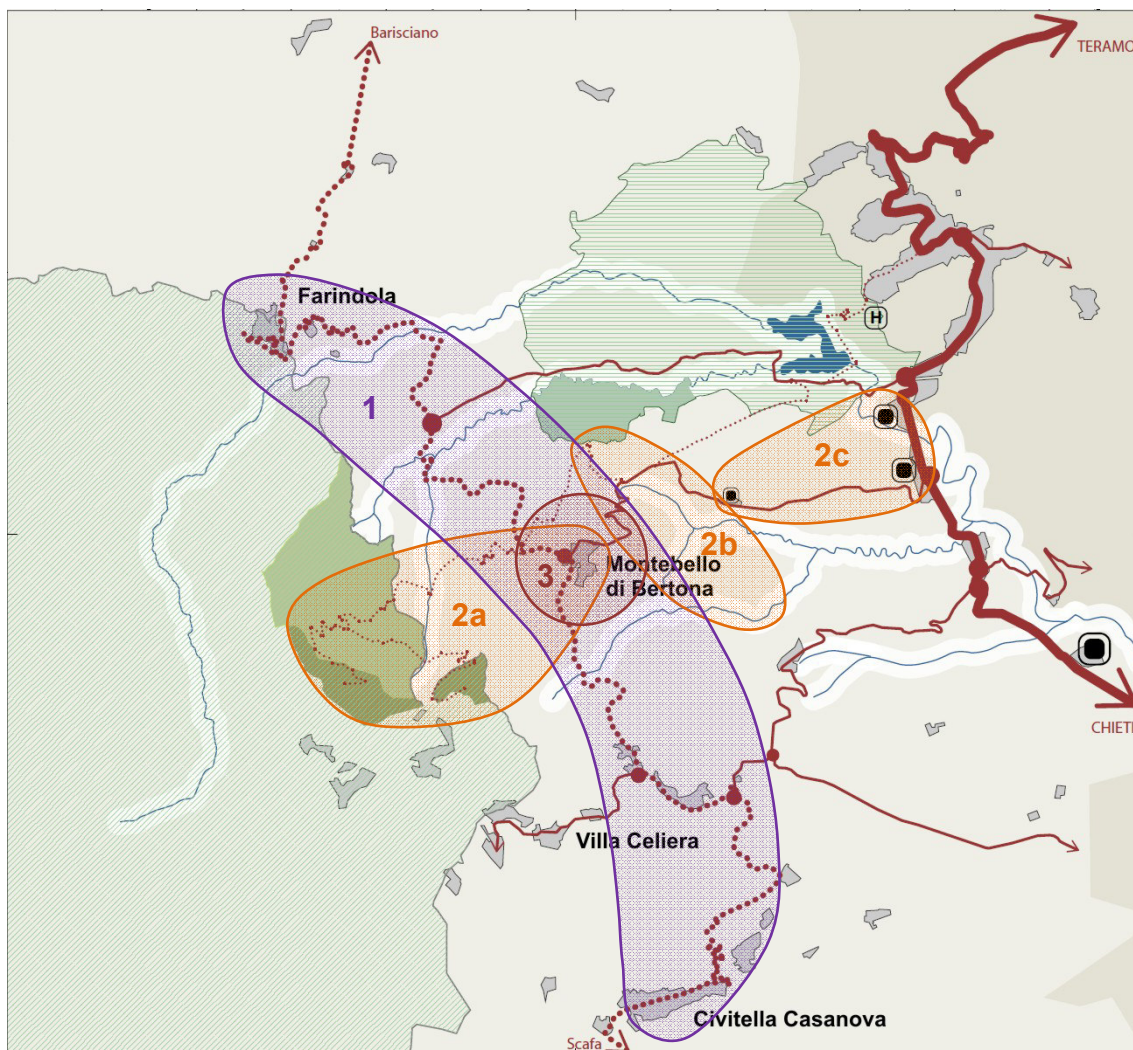 Barisciano
TERAMO
Farindola
H
1
2c
2b
3
Montebello
di Bertona
2a
CHIETI
Villa Celiera
Civitella Casanova
Scafa